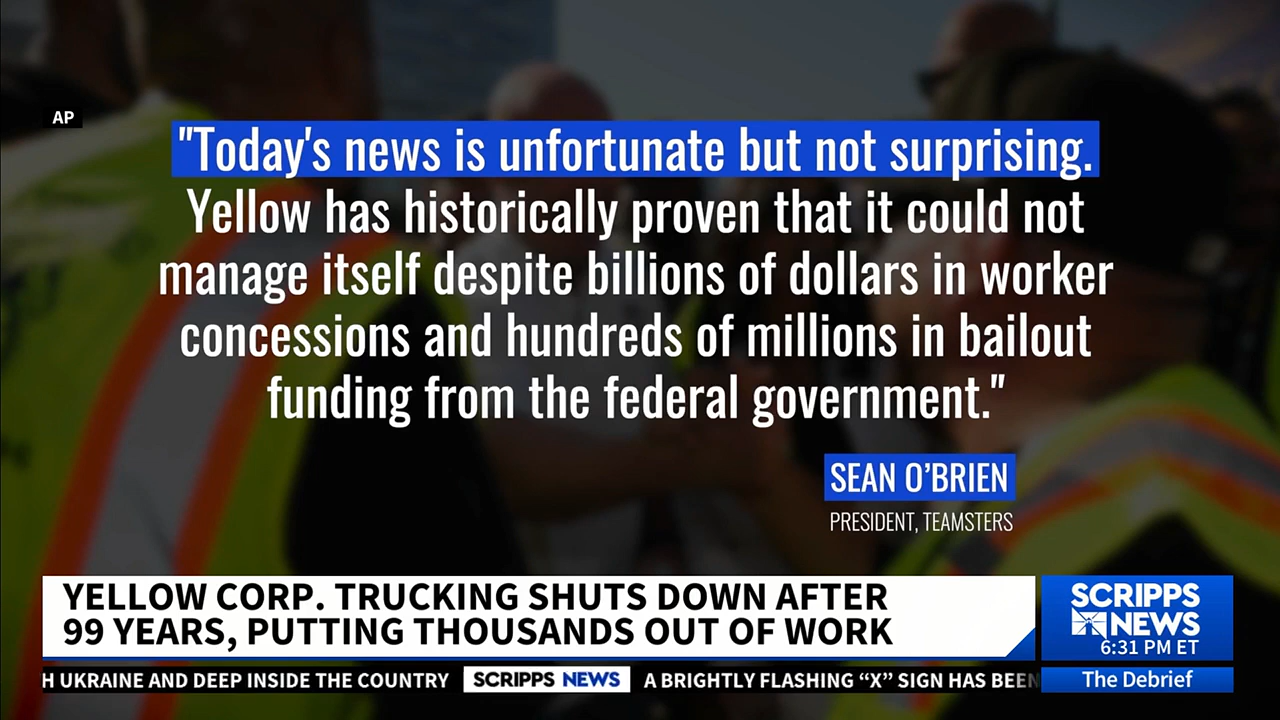 AP
"Today's news is unfortunate but not surprising.
Yellow has historically proven that it could not
manage itself despite billions of dollars in worker
concessions and hundreds of millions in bailout
funding from the federal government."
SEAN O'BRIEN
PRESIDENT, TEAMSTERS
YELLOW CORP. TRUCKING SHUTS DOWN AFTER
99 YEARS, PUTTING THOUSANDS OUT OF WORK
SCRIPPS
NEWS
6:31 PM ET
H UKRAINE AND DEEP INSIDE THE COUNTRY SCRIPPS NEWS A BRIGHTLY FLASHING “X” SIGN HAS BEEN
The Debrief